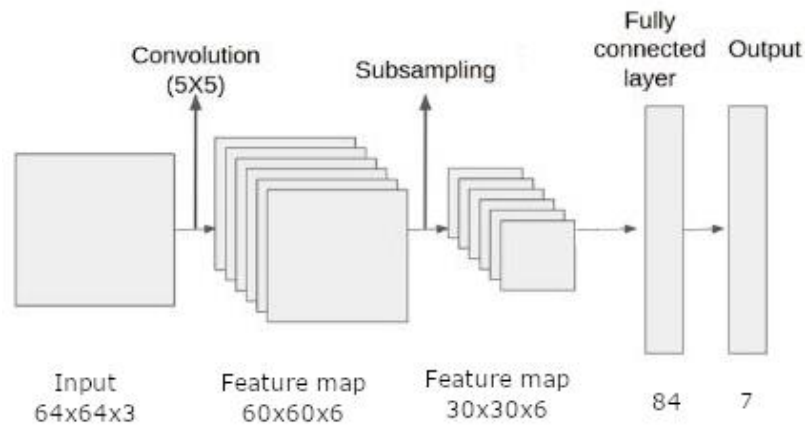 Convolution
(5X5)
Subsampling
Fully
connected
layer
Output
Input
64x64x3
Feature map
60x60x6
Feature map
30x30x6
84
7